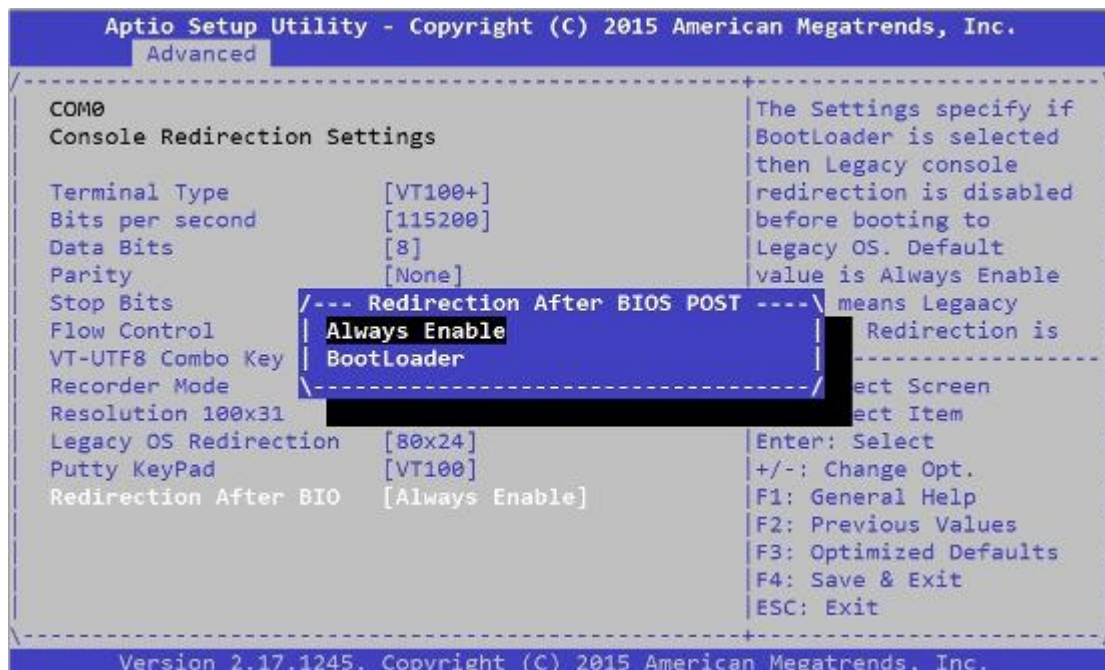 Aptio Setup Utility - Copyright (C) 2015 American Megatrends, Inc.
Advanced
COM0
Console Redirection Settings
Terminal Type [VT100+]
Bits per second [115200]
Data Bits [8]
Parity [None]
Stop Bits
Flow Control
VT-UTF8 Combo Key
Recorder Mode
Resolution 100x31
Legacy OS Redirection [80x24]
Putty KeyPad [VT100]
Redirection After BIO [Always Enable]
Redirection After BIOS POST
Always Enable
BootLoader
The Settings specify if
BootLoader is selected
then Legacy console
redirection is disabled
before booting to
Legacy OS. Default
value is Always Enable
means Legaacy
Redirection is
ect Screen
ect Item
Enter: Select
+/-: Change Opt.
F1: General Help
F2: Previous Values
F3: Optimized Defaults
F4: Save & Exit
ESC: Exit
Version 2.17.1245. Copyright (C) 2015 American Megatrends, Inc.